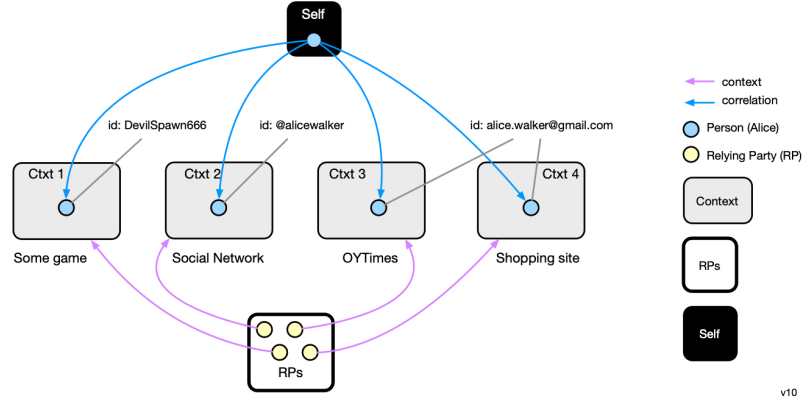 Self
context
correlation
id: DevilSpawn666
id: @alicewalker
id: alice.walker@gmail.com
Person (Alice)
Relying Party (RP)
Ctxt 1
Ctxt 2
Ctxt 3
Ctxt 4
Context
Some game
Social Network
OYTimes
Shopping site
RPs
Self
RPs
v10